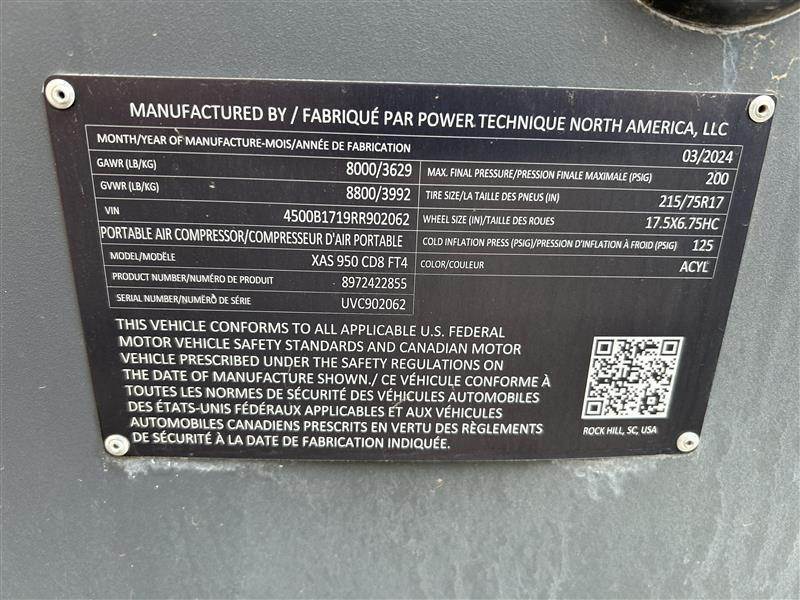 MANUFACTURED BY / FABRIQUÉ PAR POWER TECHNIQUE NORTH AMERICA, LLC
MONTH/YEAR OF MANUFACTURE-MOIS/ANNÉE DE FABRICATION 03/2024
GAWR (LB/KG) 8000/3629
GVWR (LB/KG) 8800/3992
VIN 4500B1719RR902062
PORTABLE AIR COMPRESSOR/COMPRESSEUR D'AIR PORTABLE
MODEL/MODÈLE XAS 950 CD8 FT4
PRODUCT NUMBER/NUMÉRO DE PRODUIT 8972422855
SERIAL NUMBER/NUMÉRO DE SÉRIE UVC902062
MAX. FINAL PRESSURE/PRESSION FINALE MAXIMALE (PSIG) 200
TIRE SIZE/LA TAILLE DES PNEUS (IN) 215/75R17
WHEEL SIZE (IN)/TAILLE DES ROUES 17.5X6.75HC
COLD INFLATION PRESS (PSIG)/PRESSION D'INFLATION À FROID (PSIG) 125
COLOR/COULEUR ACYL
THIS VEHICLE CONFORMS TO ALL APPLICABLE U.S. FEDERAL
MOTOR VEHICLE SAFETY STANDARDS AND CANADIAN MOTOR
VEHICLE PRESCRIBED UNDER THE SAFETY REGULATIONS ON
THE DATE OF MANUFACTURE SHOWN./ CE VÉHICULE CONFORME À
TOUTES LES NORMES DE SÉCURITÉ DES VÉHICULES AUTOMOBILES
DES ÉTATS-UNIS FÉDÉRAUX APPLICABLES ET AUX VÉHICULES
AUTOMOBILES CANADIENS PRESCRITS EN VERTU DES RÈGLEMENTS
DE SÉCURITÉ À LA DATE DE FABRICATION INDIQUÉE.
ROCK HILL, SC, USA